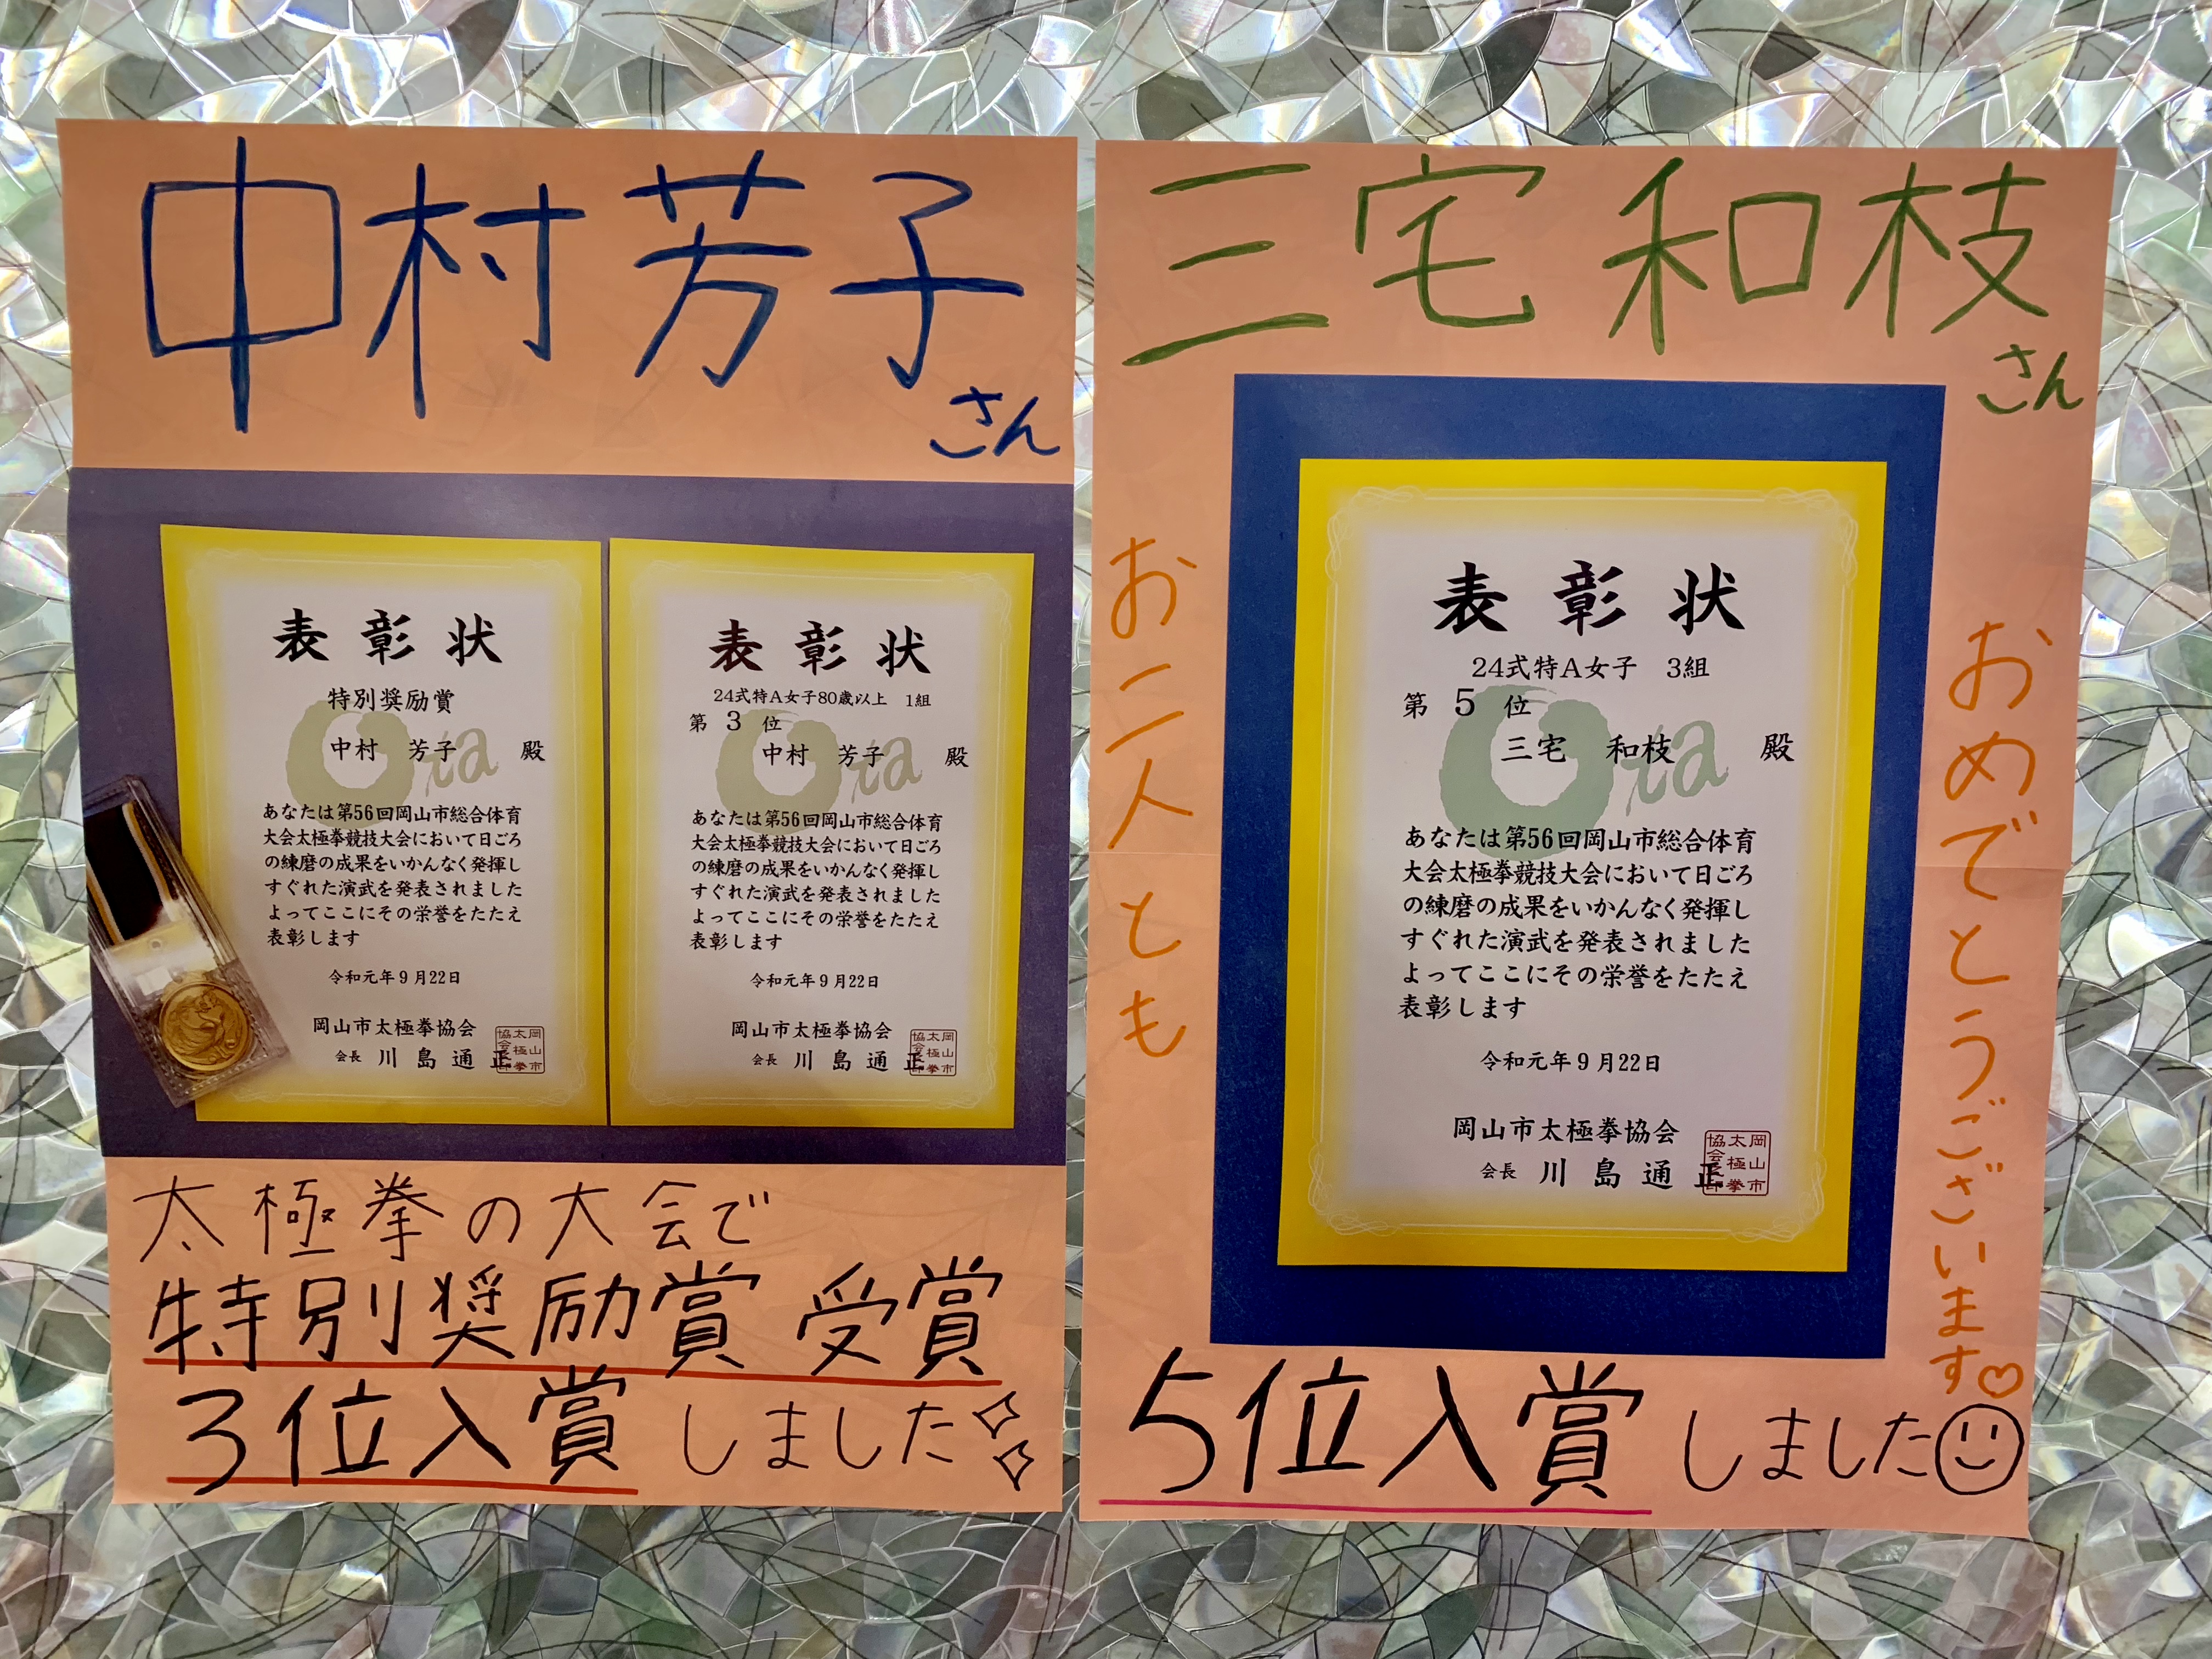 中村芳子
さん
表彰状
特別奨励賞
中村 芳子 殿
あなたは第56回岡山市総合体育
大会太極拳競技大会において日ごろ
の練磨の成果をいかんなく発揮し
すぐれた演武を発表されました
よってここにその栄誉をたたえ
表彰します
令和元年9月22日
岡山市太極拳協会
会長 川島通正
表彰状
24式特A女子80歳以上 1組
第3位
中村 芳子 殿
あなたは第56回岡山市総合体育
大会太極拳競技大会において日ごろ
の練磨の成果をいかんなく発揮し
すぐれた演武を発表されました
よってここにその栄誉をたたえ
表彰します
令和元年9月22日
岡山市太極拳協会
会長 川島通正
太極拳の大会で
特別奨励賞 受賞
3位入賞しました
三宅和枝
さん
お二人とも
表彰状
24式特A女子 3組
第5位
三宅 和枝 殿
あなたは第56回岡山市総合体育
大会太極拳競技大会において日ごろ
の練磨の成果をいかんなく発揮し
すぐれた演武を発表されました
よってここにその栄誉をたたえ
表彰します
令和元年9月22日
岡山市太極拳協会
会長 川島通正
おめでとうございます♡
5位入賞しました